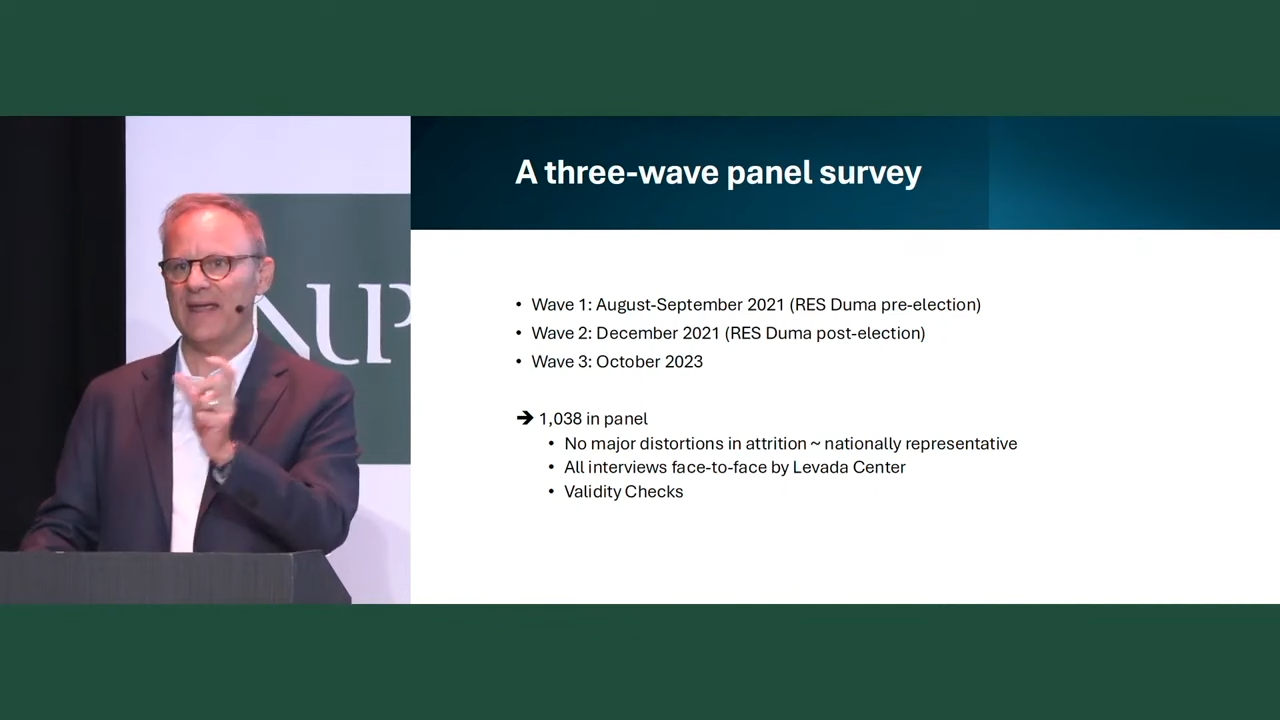 NUP
A three-wave panel survey
• Wave 1: August-September 2021 (RES Duma pre-election)
• Wave 2: December 2021 (RES Duma post-election)
• Wave 3: October 2023
➔ 1,038 in panel
• No major distortions in attrition ~ nationally representative
• All interviews face-to-face by Levada Center
• Validity Checks